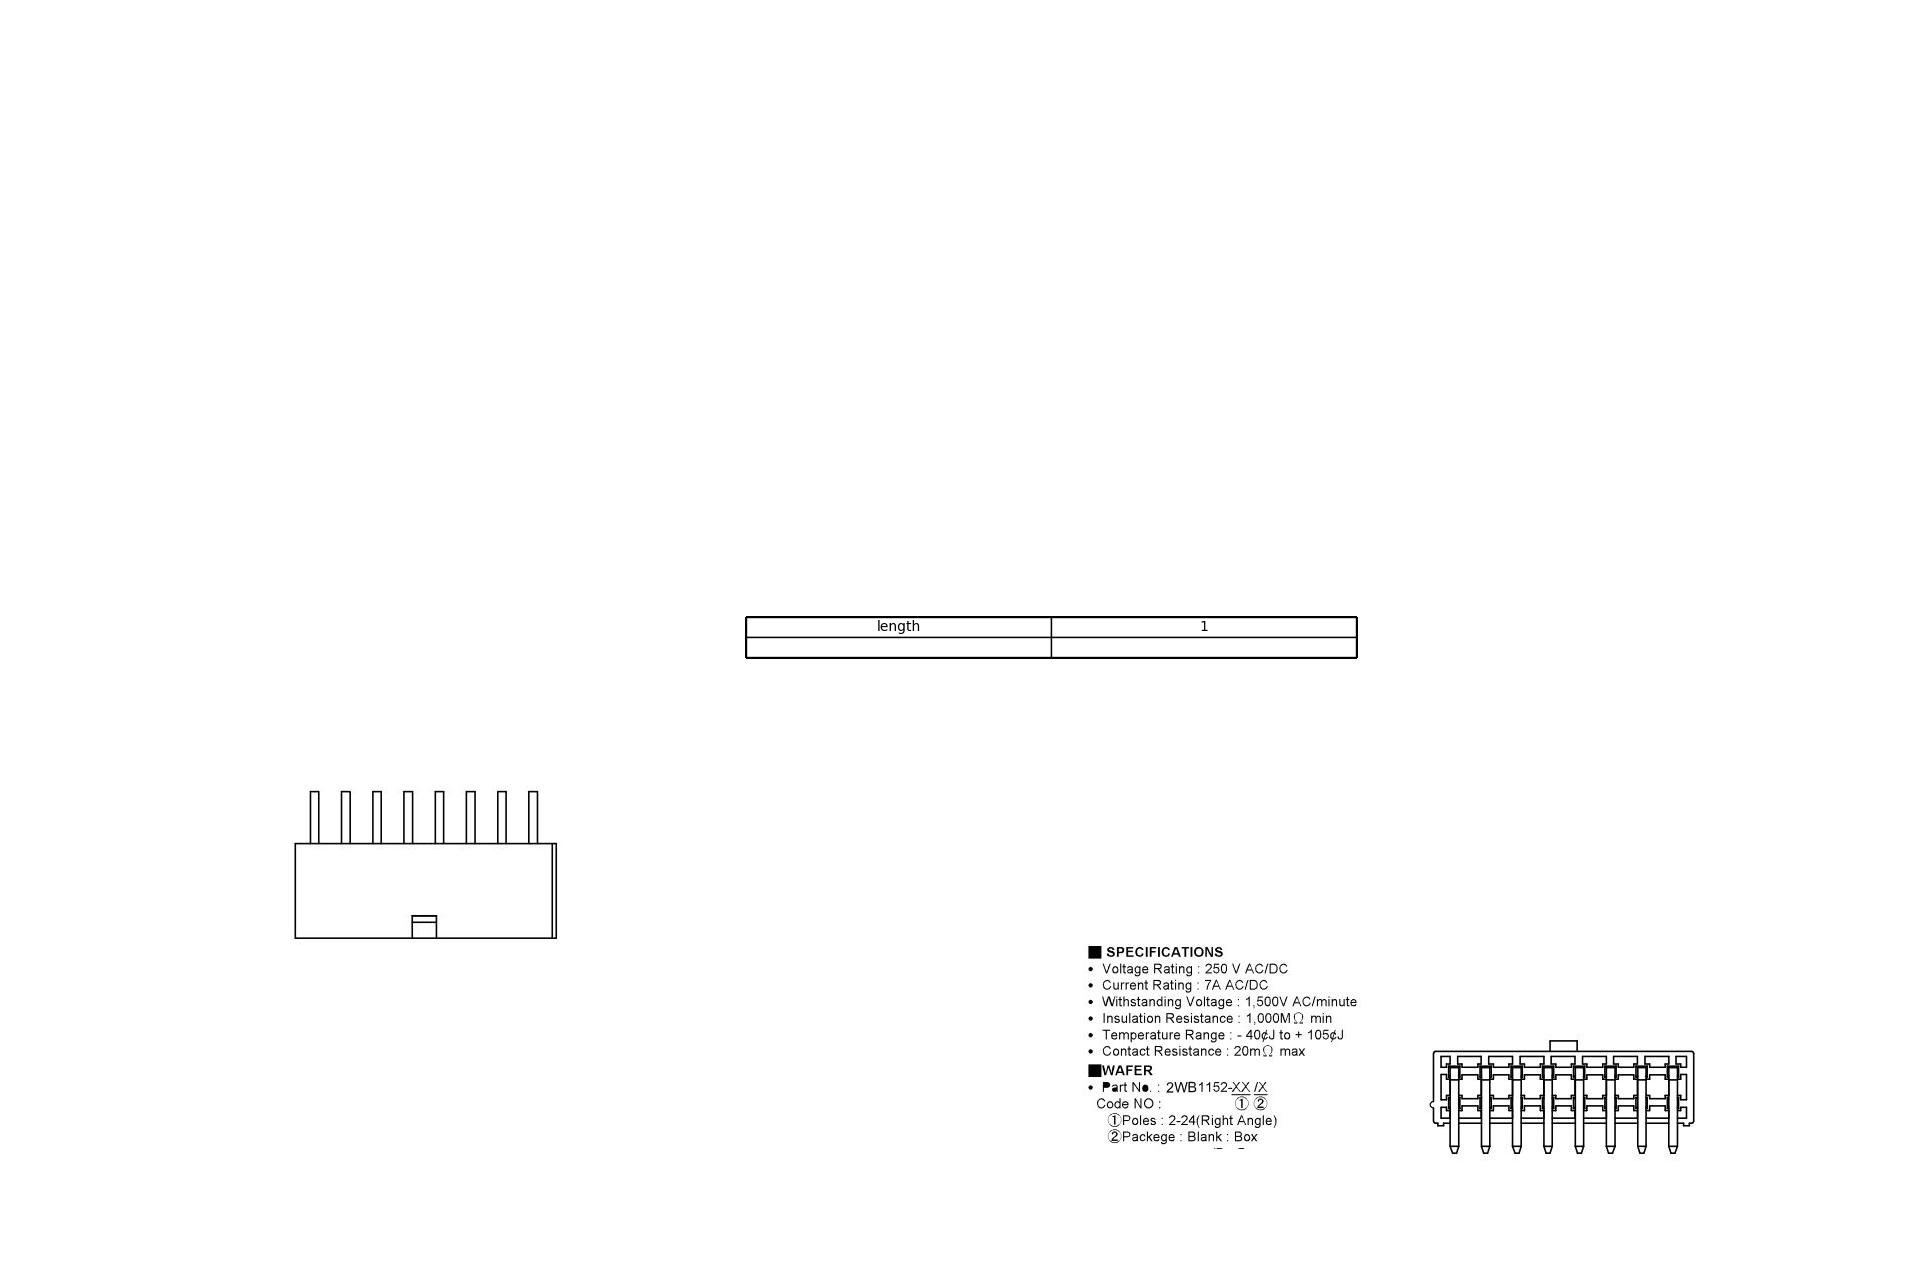 length 1
■ SPECIFICATIONS
• Voltage Rating : 250 V AC/DC
• Current Rating : 7A AC/DC
• Withstanding Voltage : 1,500V AC/minute
• Insulation Resistance : 1,000MΩ min
• Temperature Range : - 40¢J to + 105¢J
• Contact Resistance : 20mΩ max
■WAFER
• Part No. : 2WB1152-XX /X
Code NO : ① ②
①Poles : 2-24(Right Angle)
②Packege : Blank : Box